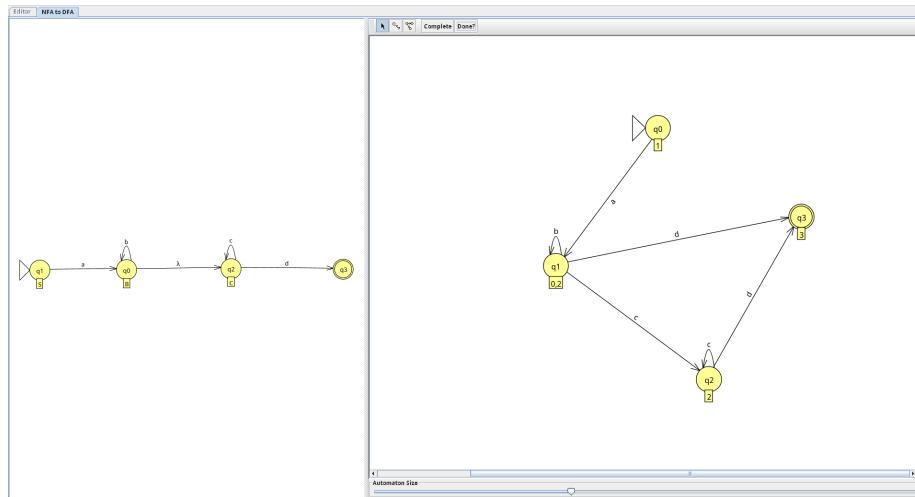 Editor NFA to DFA
Complete Done?
q1 a b q0 λ c q2 d q3
S B C
q0
1
a
q3
3
d
b
q1
0,2
c
d
c
q2
2
Automaton Size